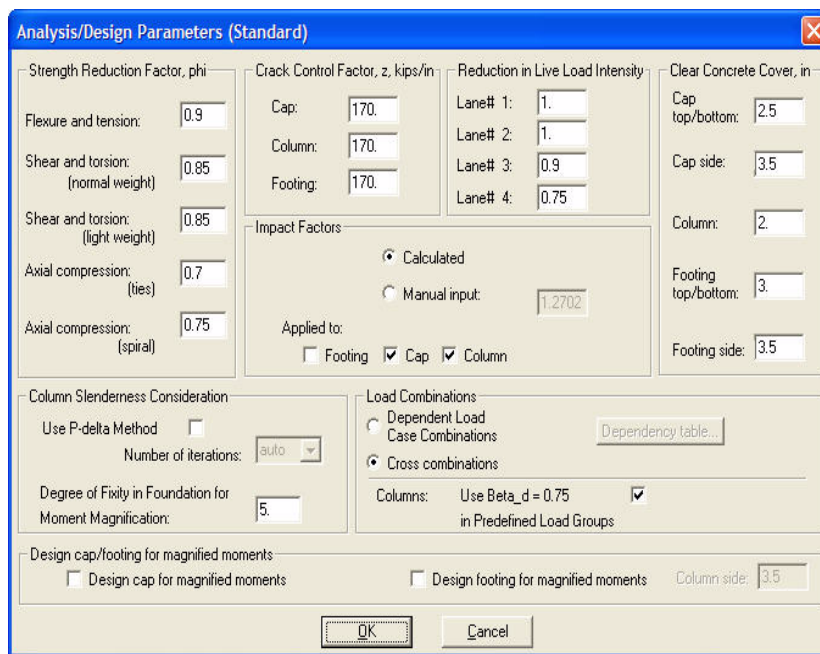 Analysis/Design Parameters (Standard)
Strength Reduction Factor, phi
Flexure and tension: 0.9
Shear and torsion: (normal weight) 0.85
Shear and torsion: (light weight) 0.85
Axial compression: (ties) 0.7
Axial compression: (spiral) 0.75
Crack Control Factor, z, kips/in
Cap: 170.
Column: 170.
Footing: 170.
Reduction in Live Load Intensity
Lane# 1: 1.
Lane# 2: 1.
Lane# 3: 0.9
Lane# 4: 0.75
Clear Concrete Cover, in
Cap top/bottom: 2.5
Cap side: 3.5
Column: 2.
Footing top/bottom: 3.
Footing side: 3.5
Impact Factors
Calculated
Manual input: 1.2702
Applied to:
Footing Cap Column
Column Slenderness Consideration
Use P-delta Method
Number of iterations: auto
Degree of Fixity in Foundation for
Moment Magnification: 5.
Load Combinations
Dependent Load
Case Combinations
Dependency table...
Cross combinations
Columns: Use Beta_d = 0.75
in Predefined Load Groups
Design cap/footing for magnified moments
Design cap for magnified moments
Design footing for magnified moments
Column side: 3.5
OK
Cancel